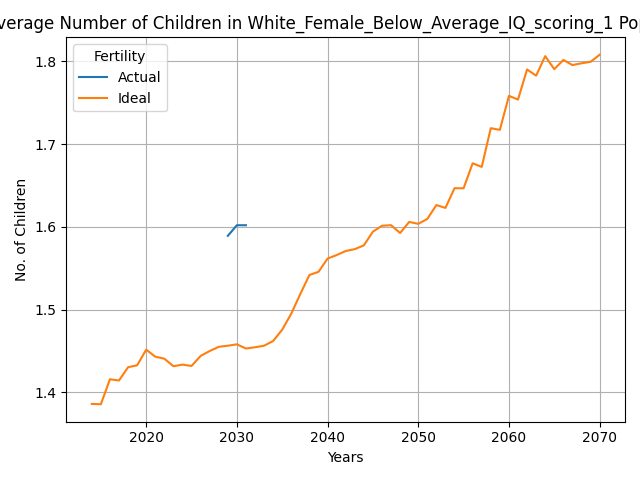 verage Number of Children in White_Female_Below_Average_IQ_scoring_1 Pop
Fertility
Actual
Ideal
No. of Children
1.8
1.7
1.6
1.5
1.4
2020 2030 2040 2050 2060 2070
Years